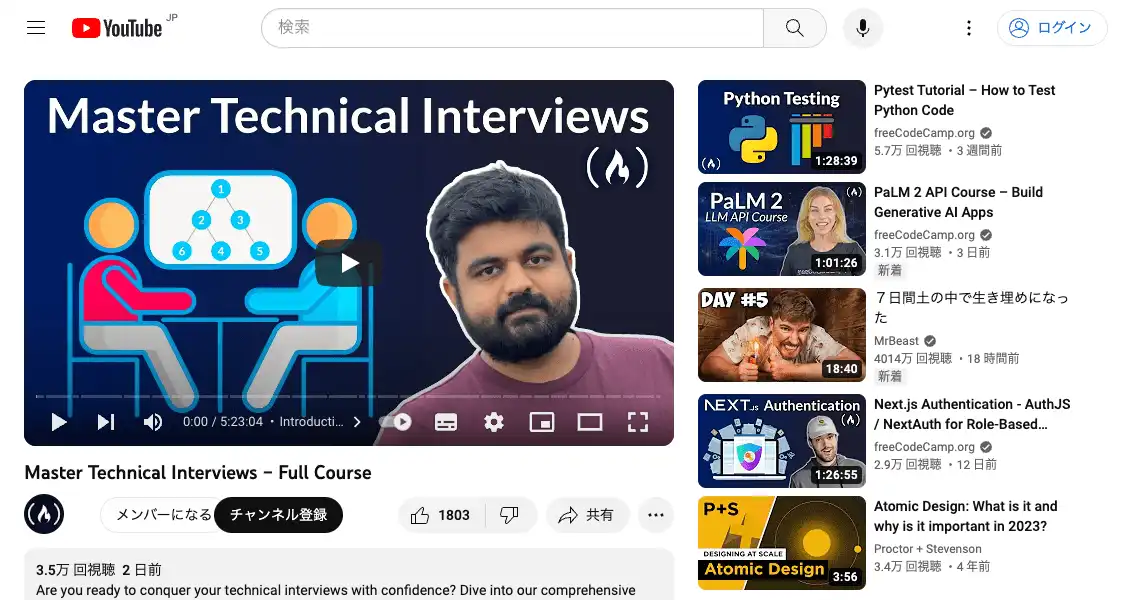 YouTube JP
検索
ログイン
Master Technical Interviews
1
2
3
6
4
5
0:00 / 5:23:04 • Introducti...
Master Technical Interviews – Full Course
メンバーになる
チャンネル登録
1803
共有
3.5万 回視聴 2 日前
Are you ready to conquer your technical interviews with confidence? Dive into our comprehensive
Python Testing
1:28:39
Pytest Tutorial – How to Test
Python Code
freeCodeCamp.org
5.7万 回視聴 ・3 週間前
PaLM 2
LLM API Course
1:01:26
PaLM 2 API Course – Build
Generative AI Apps
freeCodeCamp.org
3.1万 回視聴 ・3 日前
新着
DAY #5
18:40
７日間土の中で生き埋めになっ
た
MrBeast
4014万 回視聴 ・18 時間前
新着
NEXT.JS Authentication
1:26:55
Next.js Authentication - AuthJS
/ NextAuth for Role-Based…
freeCodeCamp.org
2.9万 回視聴 ・12 日前
P+S
DESIGNING AT SCALE
Atomic Design
3:56
Atomic Design: What is it and
why is it important in 2023?
Proctor + Stevenson
3.4万 回視聴 ・4 年前